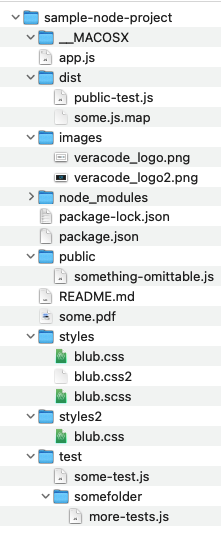 sample-node-project
__MACOSX
app.js
dist
public-test.js
some.js.map
images
veracode_logo.png
veracode_logo2.png
node_modules
package-lock.json
package.json
public
something-omittable.js
README.md
some.pdf
styles
blub.css
blub.css2
blub.scss
styles2
blub.css
test
some-test.js
somefolder
more-tests.js